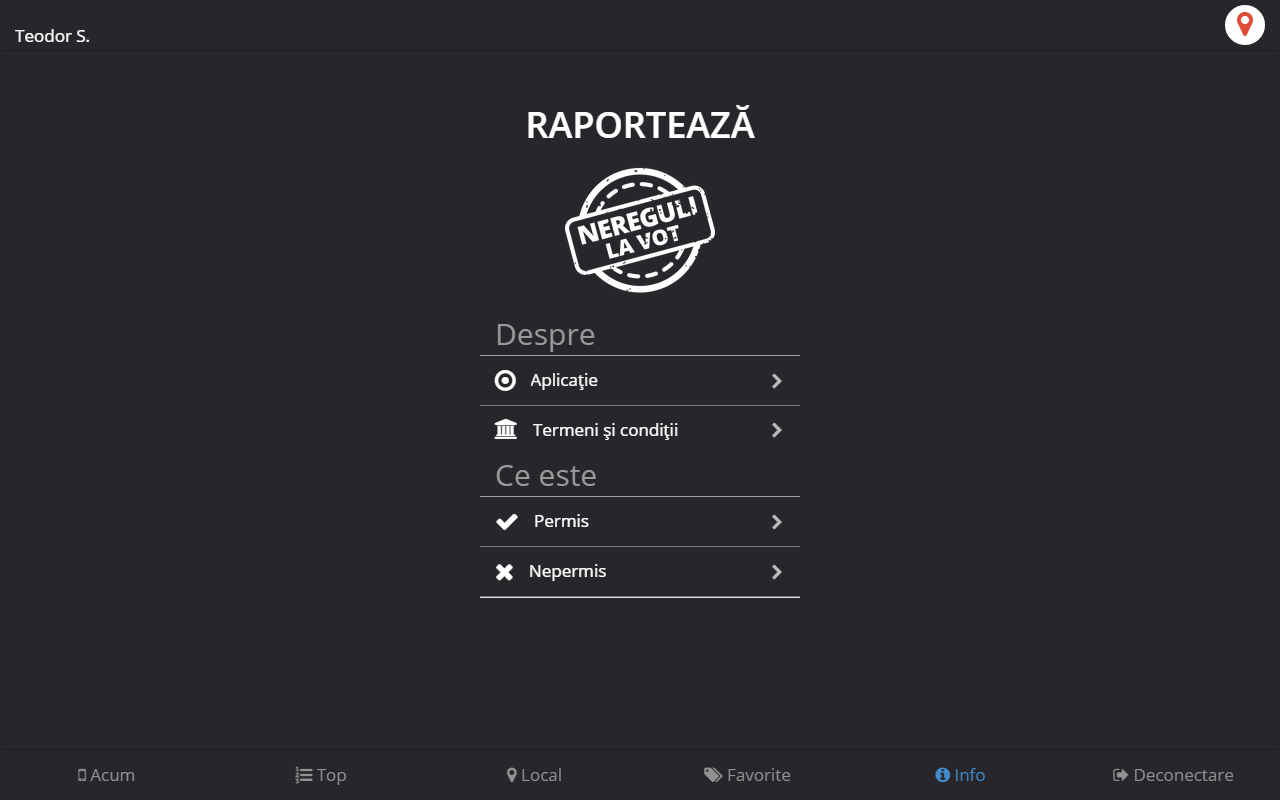 Teodor S.
RAPORTEAZĂ
NEREGULI
LA VOT
Despre
Aplicaţie
Termeni şi condiţii
Ce este
Permis
Nepermis
Acum
Top
Local
Favorite
Info
Deconectare